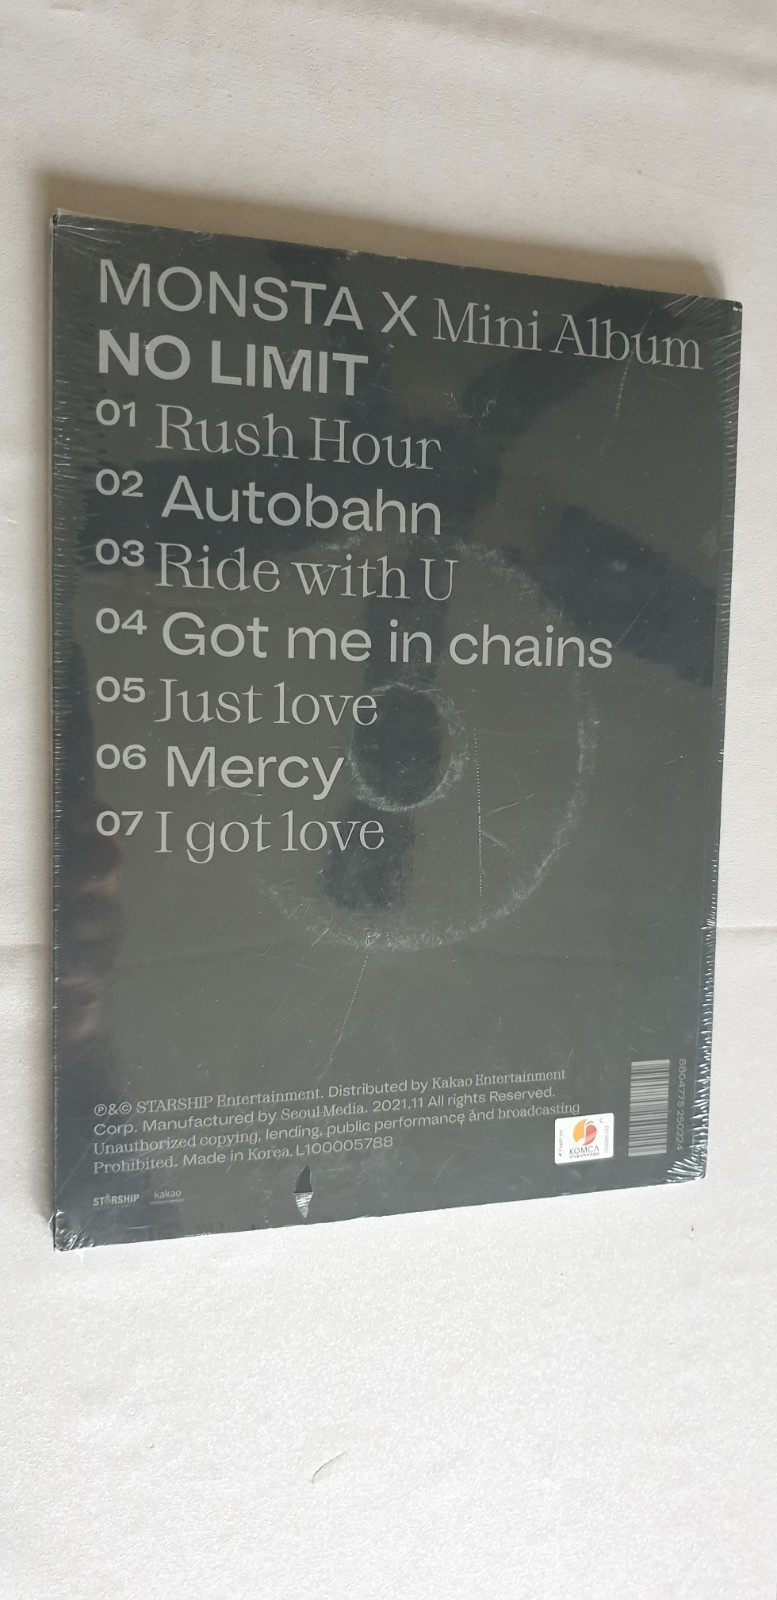 MONSTA X Mini Album
NO LIMIT
01 Rush Hour
02 Autobahn
03 Ride with U
04 Got me in chains
05 Just love
06 Mercy
07 I got love
℗&© STARSHIP Entertainment. Distributed by Kakao Entertainment
Corp. Manufactured by Seoul Media. 2021,11 All rights Reserved.
Unauthorized copying, lending, public performance and broadcasting
Prohibited. Made in Korea. L100005788
STARSHIP
kakao
KOMCA
8804775250224